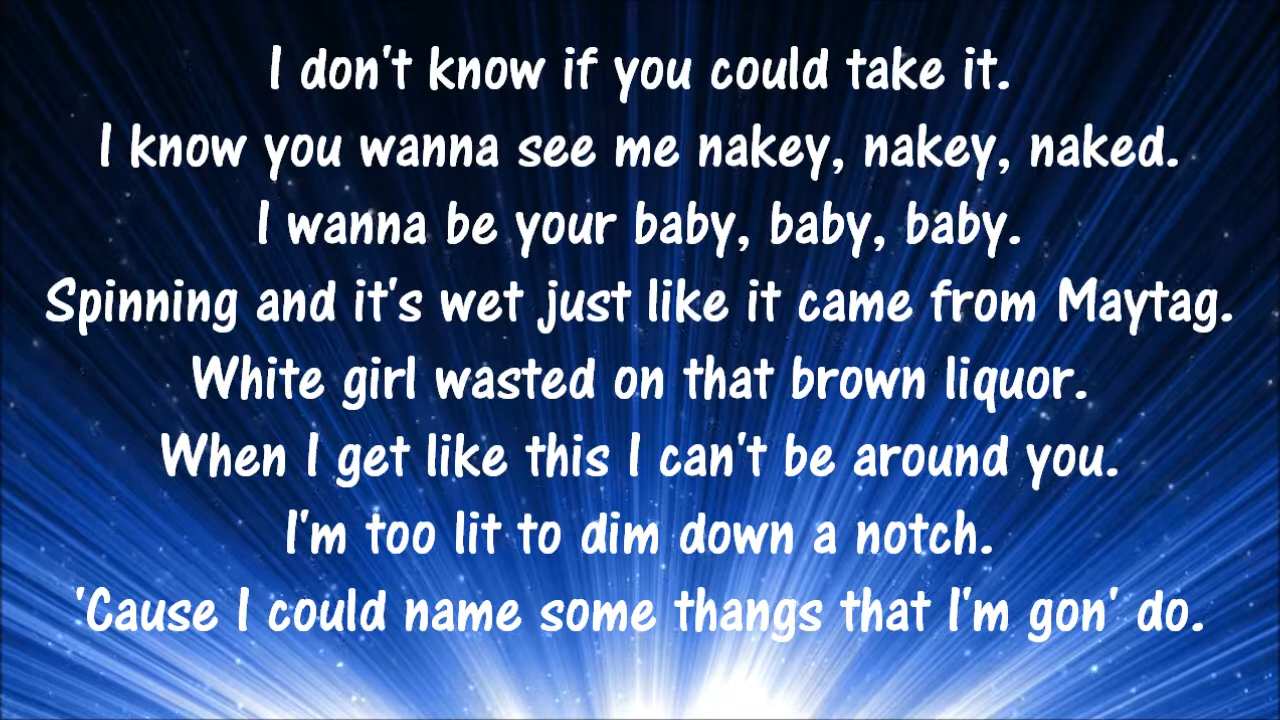 I don't know if you could take it.
I know you wanna see me nakey, nakey, naked.
I wanna be your baby, baby, baby.
Spinning and it's wet just like it came from Maytag.
White girl wasted on that brown liquor.
When I get like this I can't be around you.
I'm too lit to dim down a notch.
'Cause I could name some thangs that I'm gon' do.